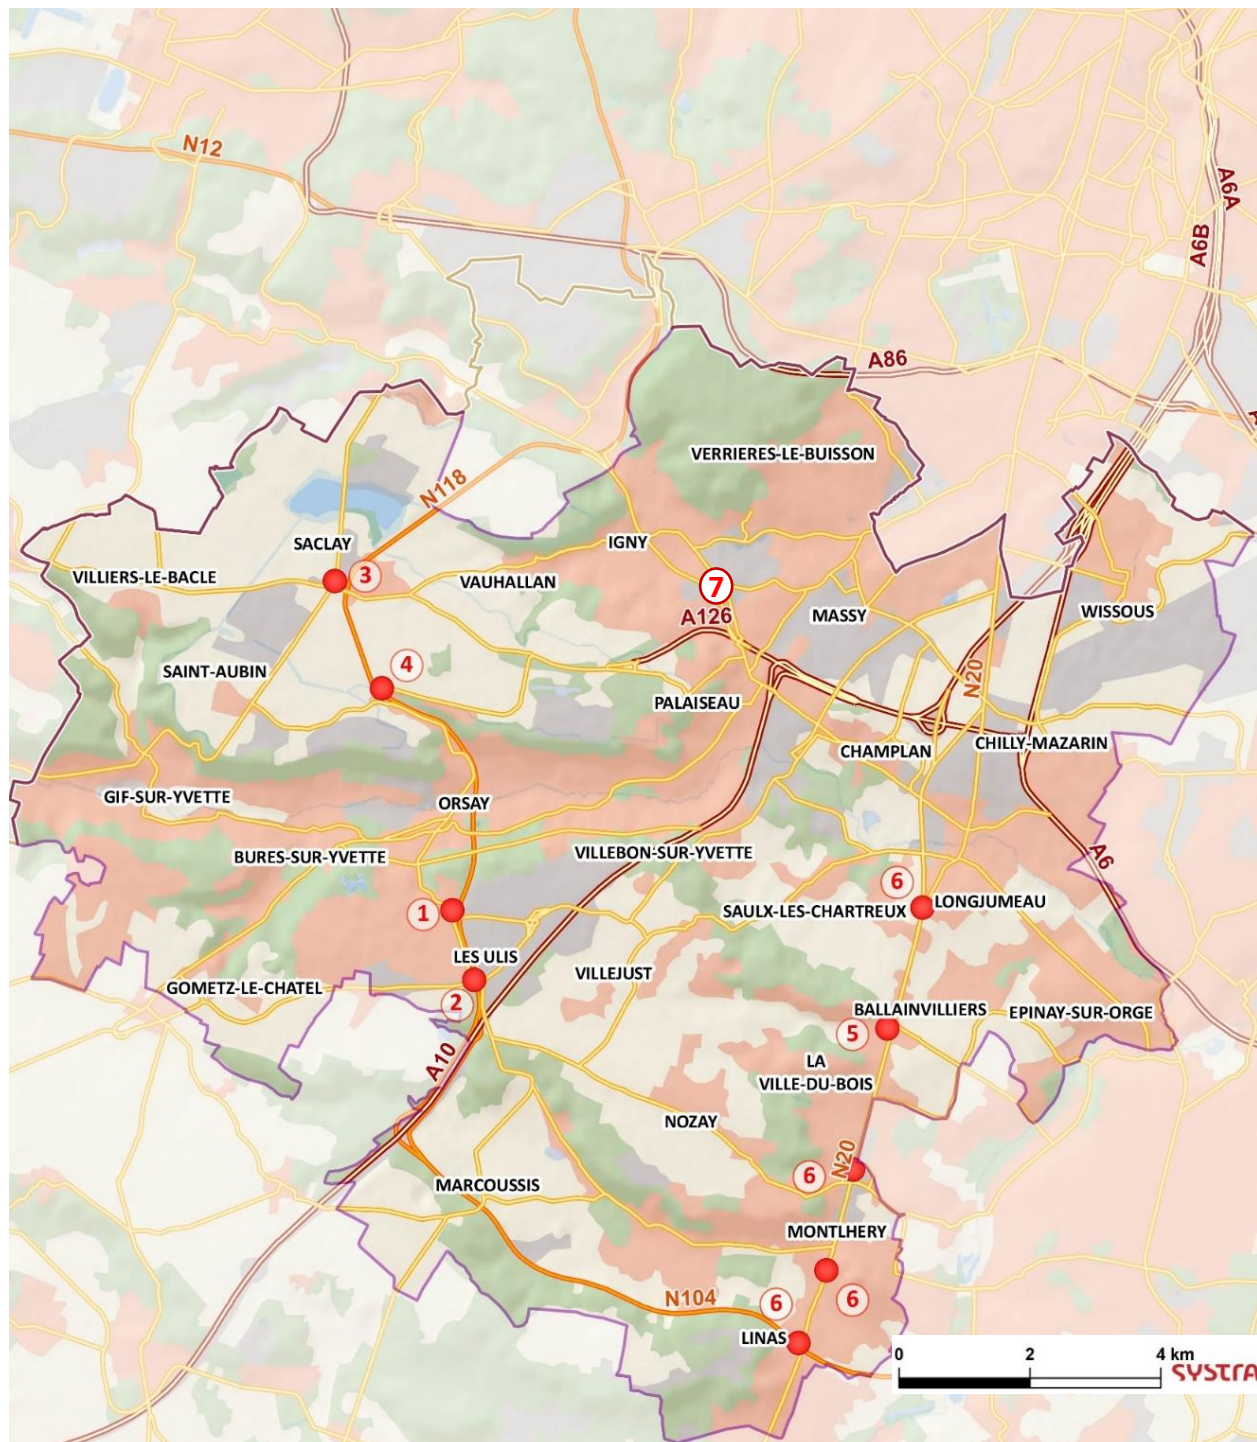 N12
A6A
A6B
A86
VERRIERES-LE-BUISSON
N118
SACLAY
IGNY
VILLIERS-LE-BACLE
3
VAUHALLAN
7
A126
MASSY
WISSOUS
SAINT-AUBIN
4
N20
PALAISEAU
CHAMPLAN
CHILLY-MAZARIN
GIF-SUR-YVETTE
ORSAY
BURES-SUR-YVETTE
VILLEBON-SUR-YVETTE
A6
6
1
SAULX-LES-CHARTREUX
LONGJUMEAU
LES ULIS
VILLEJUST
GOMETZ-LE-CHATEL
2
BALLAINVILLIERS
EPINAY-SUR-ORGE
5
A10
LA
VILLE-DU-BOIS
NOZAY
N20
6
MARCOUSSIS
MONTLHERY
N104
6
6
LINAS
0 2 4 km
SYSTRA